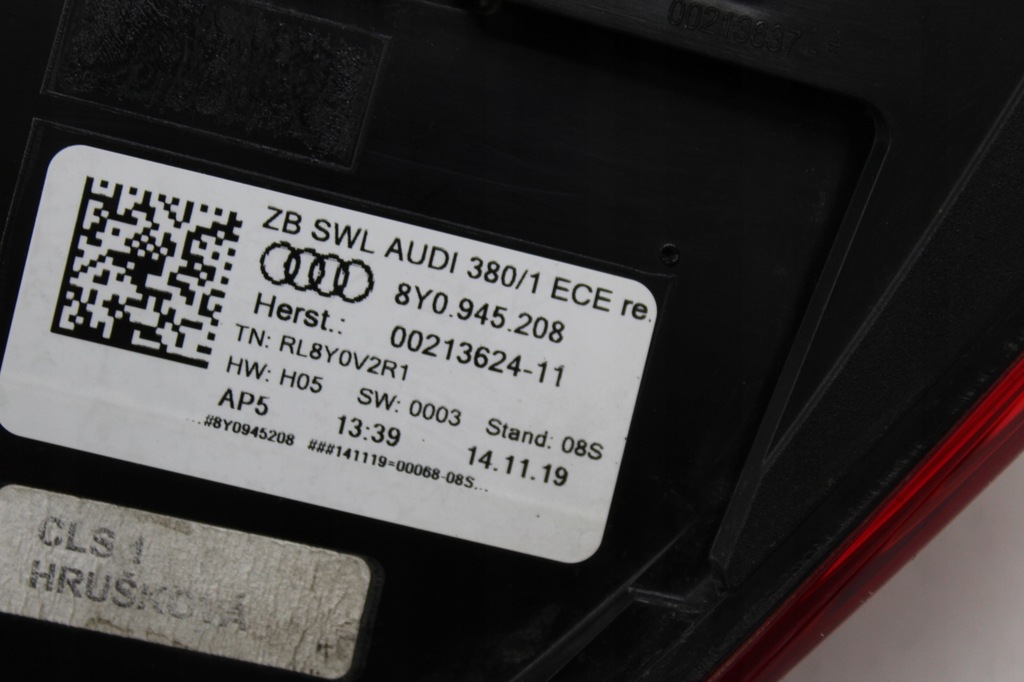 ZB SWL AUDI 380/1 ECE re.
8Y0.945.208
Herst.: 00213624-11
TN: RL8Y0V2R1
HW: H05 SW: 0003 Stand: 08S
AP5 13:39 14.11.19
...#8Y0945208 ###141119=00068-08S...
CLS 1
HRUŠKOVÁ